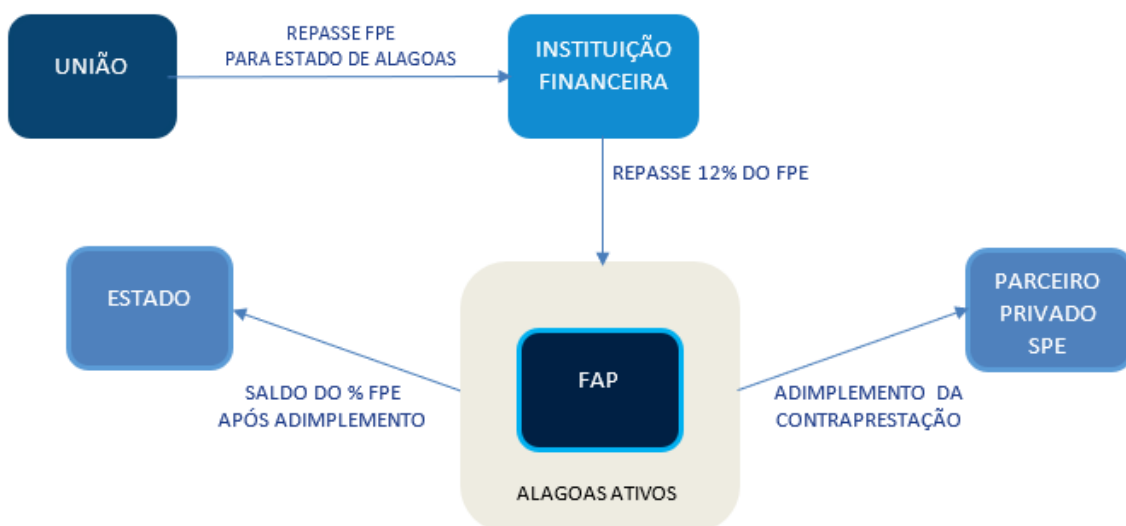 UNIÃO
REPASSE FPE
PARA ESTADO DE ALAGOAS
INSTITUIÇÃO
FINANCEIRA
REPASSE 12% DO FPE
ESTADO
SALDO DO % FPE
APÓS ADIMPLEMENTO
FAP
ALAGOAS ATIVOS
ADIMPLEMENTO DA
CONTRAPRESTAÇÃO
PARCEIRO
PRIVADO
SPE